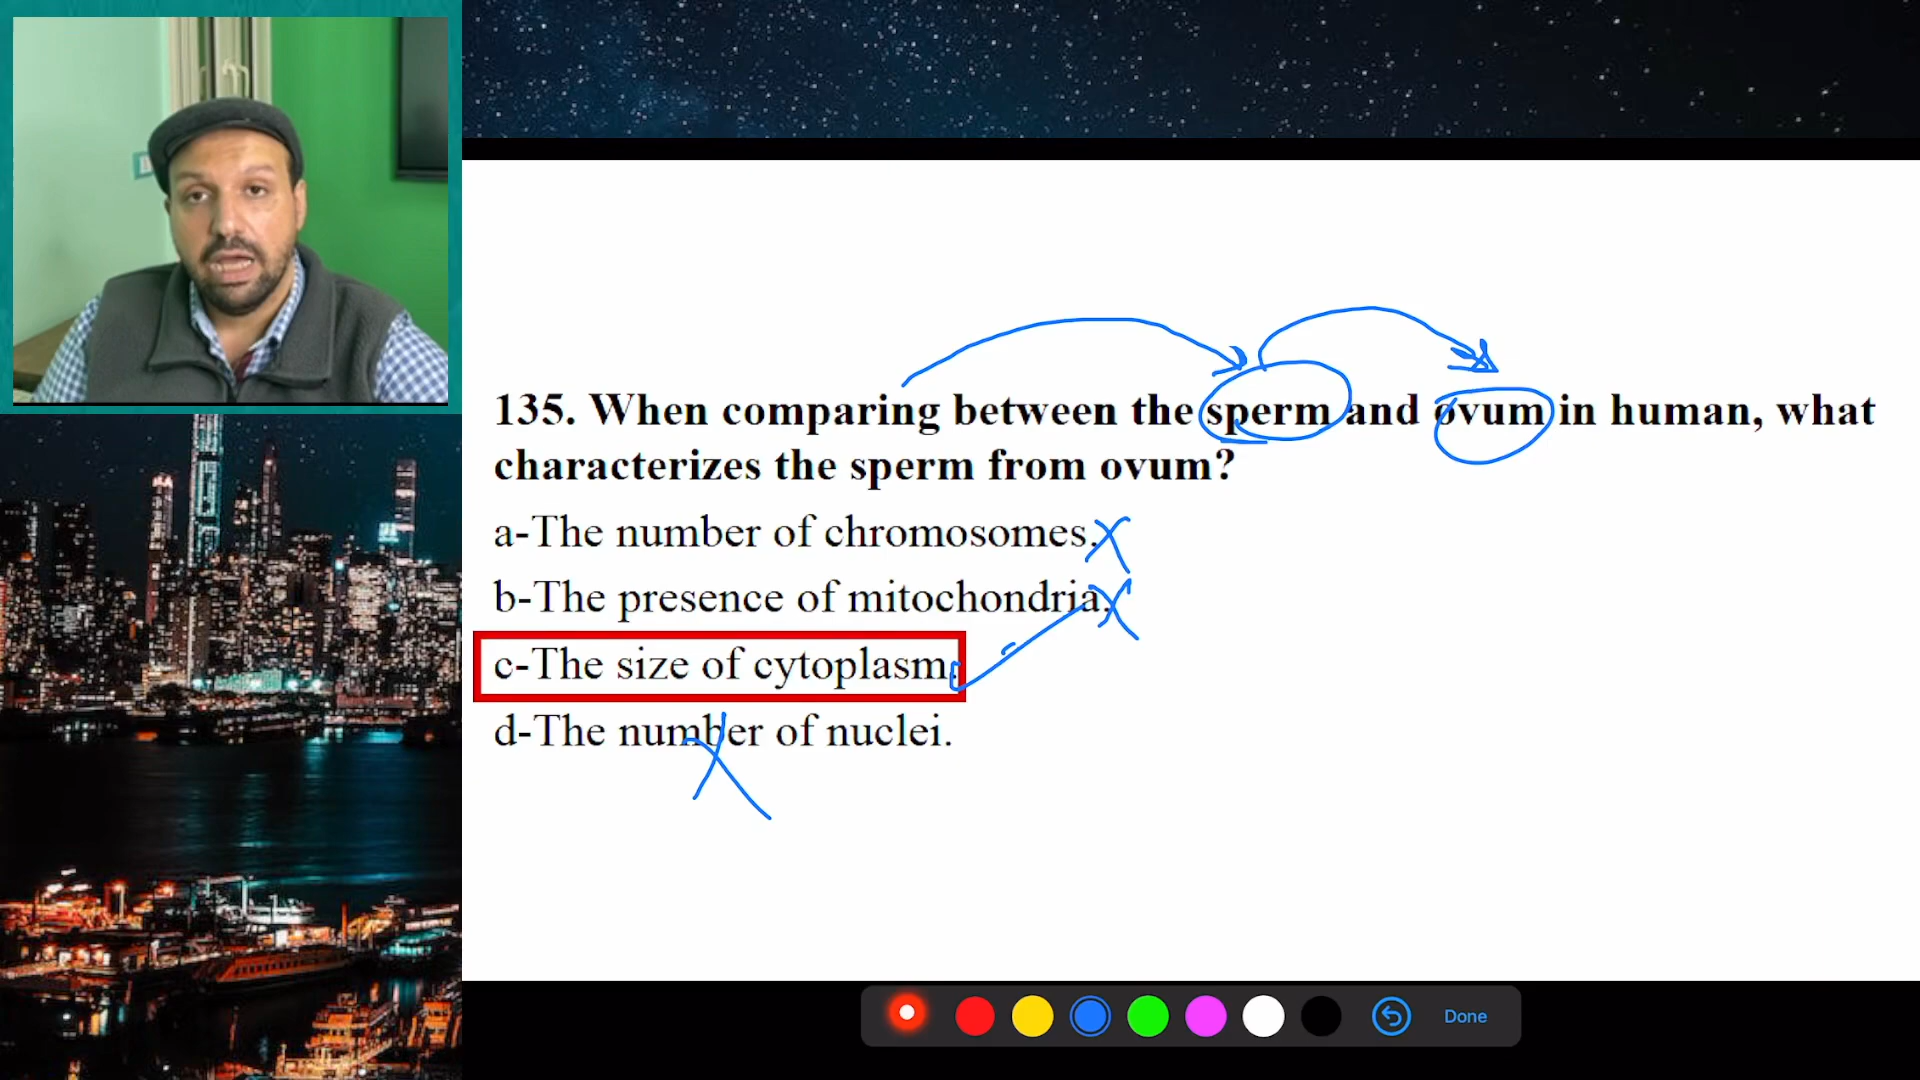 135. When comparing between the sperm and ovum in human, what
characterizes the sperm from ovum?
a-The number of chromosomes.
b-The presence of mitochondria.
c-The size of cytoplasm.
d-The number of nuclei.
Done